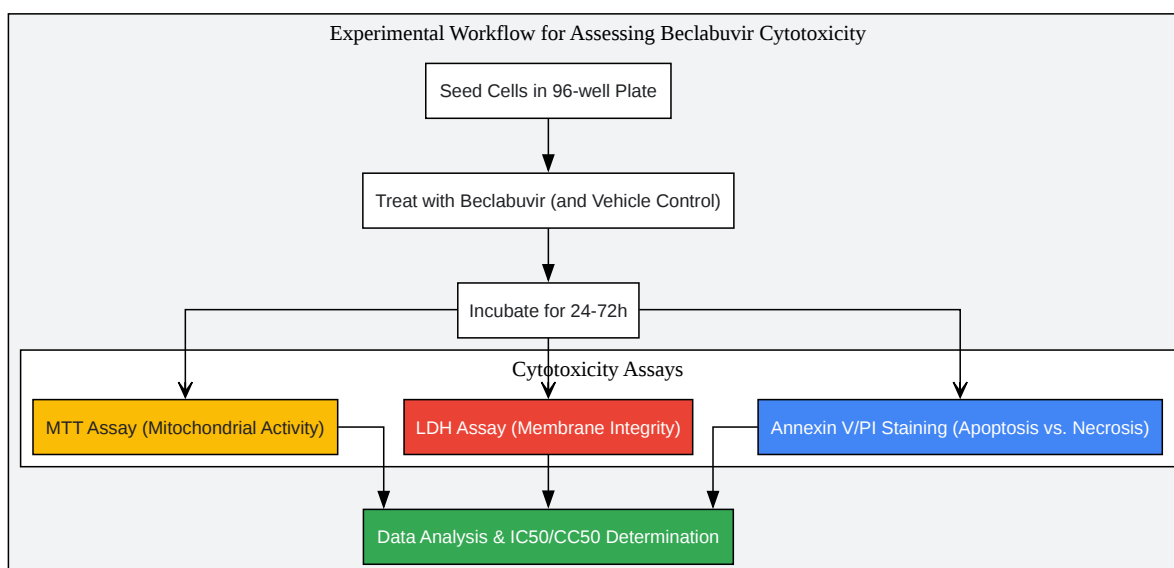 Experimental Workflow for Assessing Beclabuvir Cytotoxicity
Seed Cells in 96-well Plate
Treat with Beclabuvir (and Vehicle Control)
Incubate for 24-72h
Cytotoxicity Assays
MTT Assay (Mitochondrial Activity)
LDH Assay (Membrane Integrity)
Annexin V/PI Staining (Apoptosis vs. Necrosis)
Data Analysis & IC50/CC50 Determination